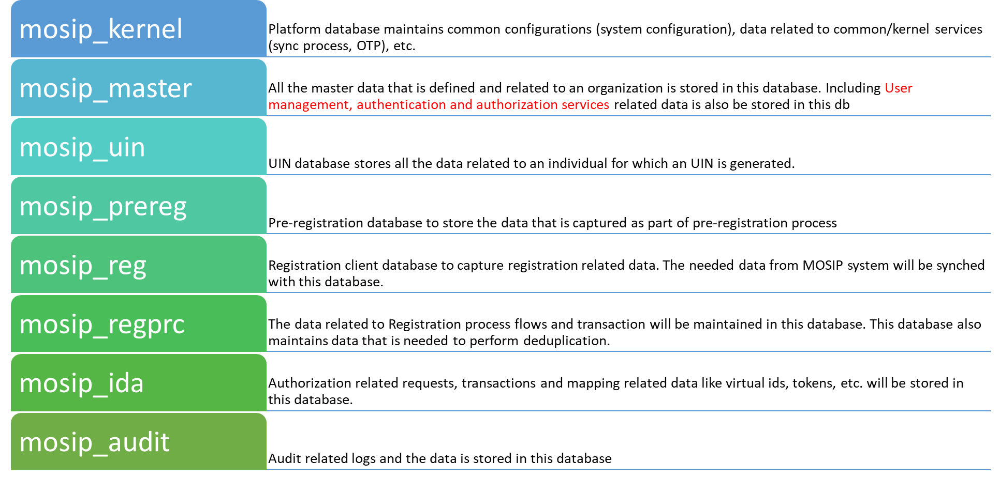 mosip_kernel
Platform database maintains common configurations (system configuration), data related to common/kernel services
(sync process, OTP), etc.
mosip_master
All the master data that is defined and related to an organization is stored in this database. Including User
management, authentication and authorization services related data is also be stored in this db
mosip_uin
UIN database stores all the data related to an individual for which an UIN is generated.
mosip_prereg
Pre-registration database to store the data that is captured as part of pre-registration process
mosip_reg
Registration client database to capture registration related data. The needed data from MOSIP system will be synched
with this database.
mosip_regprc
The data related to Registration process flows and transaction will be maintained in this database. This database also
maintains data that is needed to perform deduplication.
mosip_ida
Authorization related requests, transactions and mapping related data like virtual ids, tokens, etc. will be stored in
this database.
mosip_audit
Audit related logs and the data is stored in this database